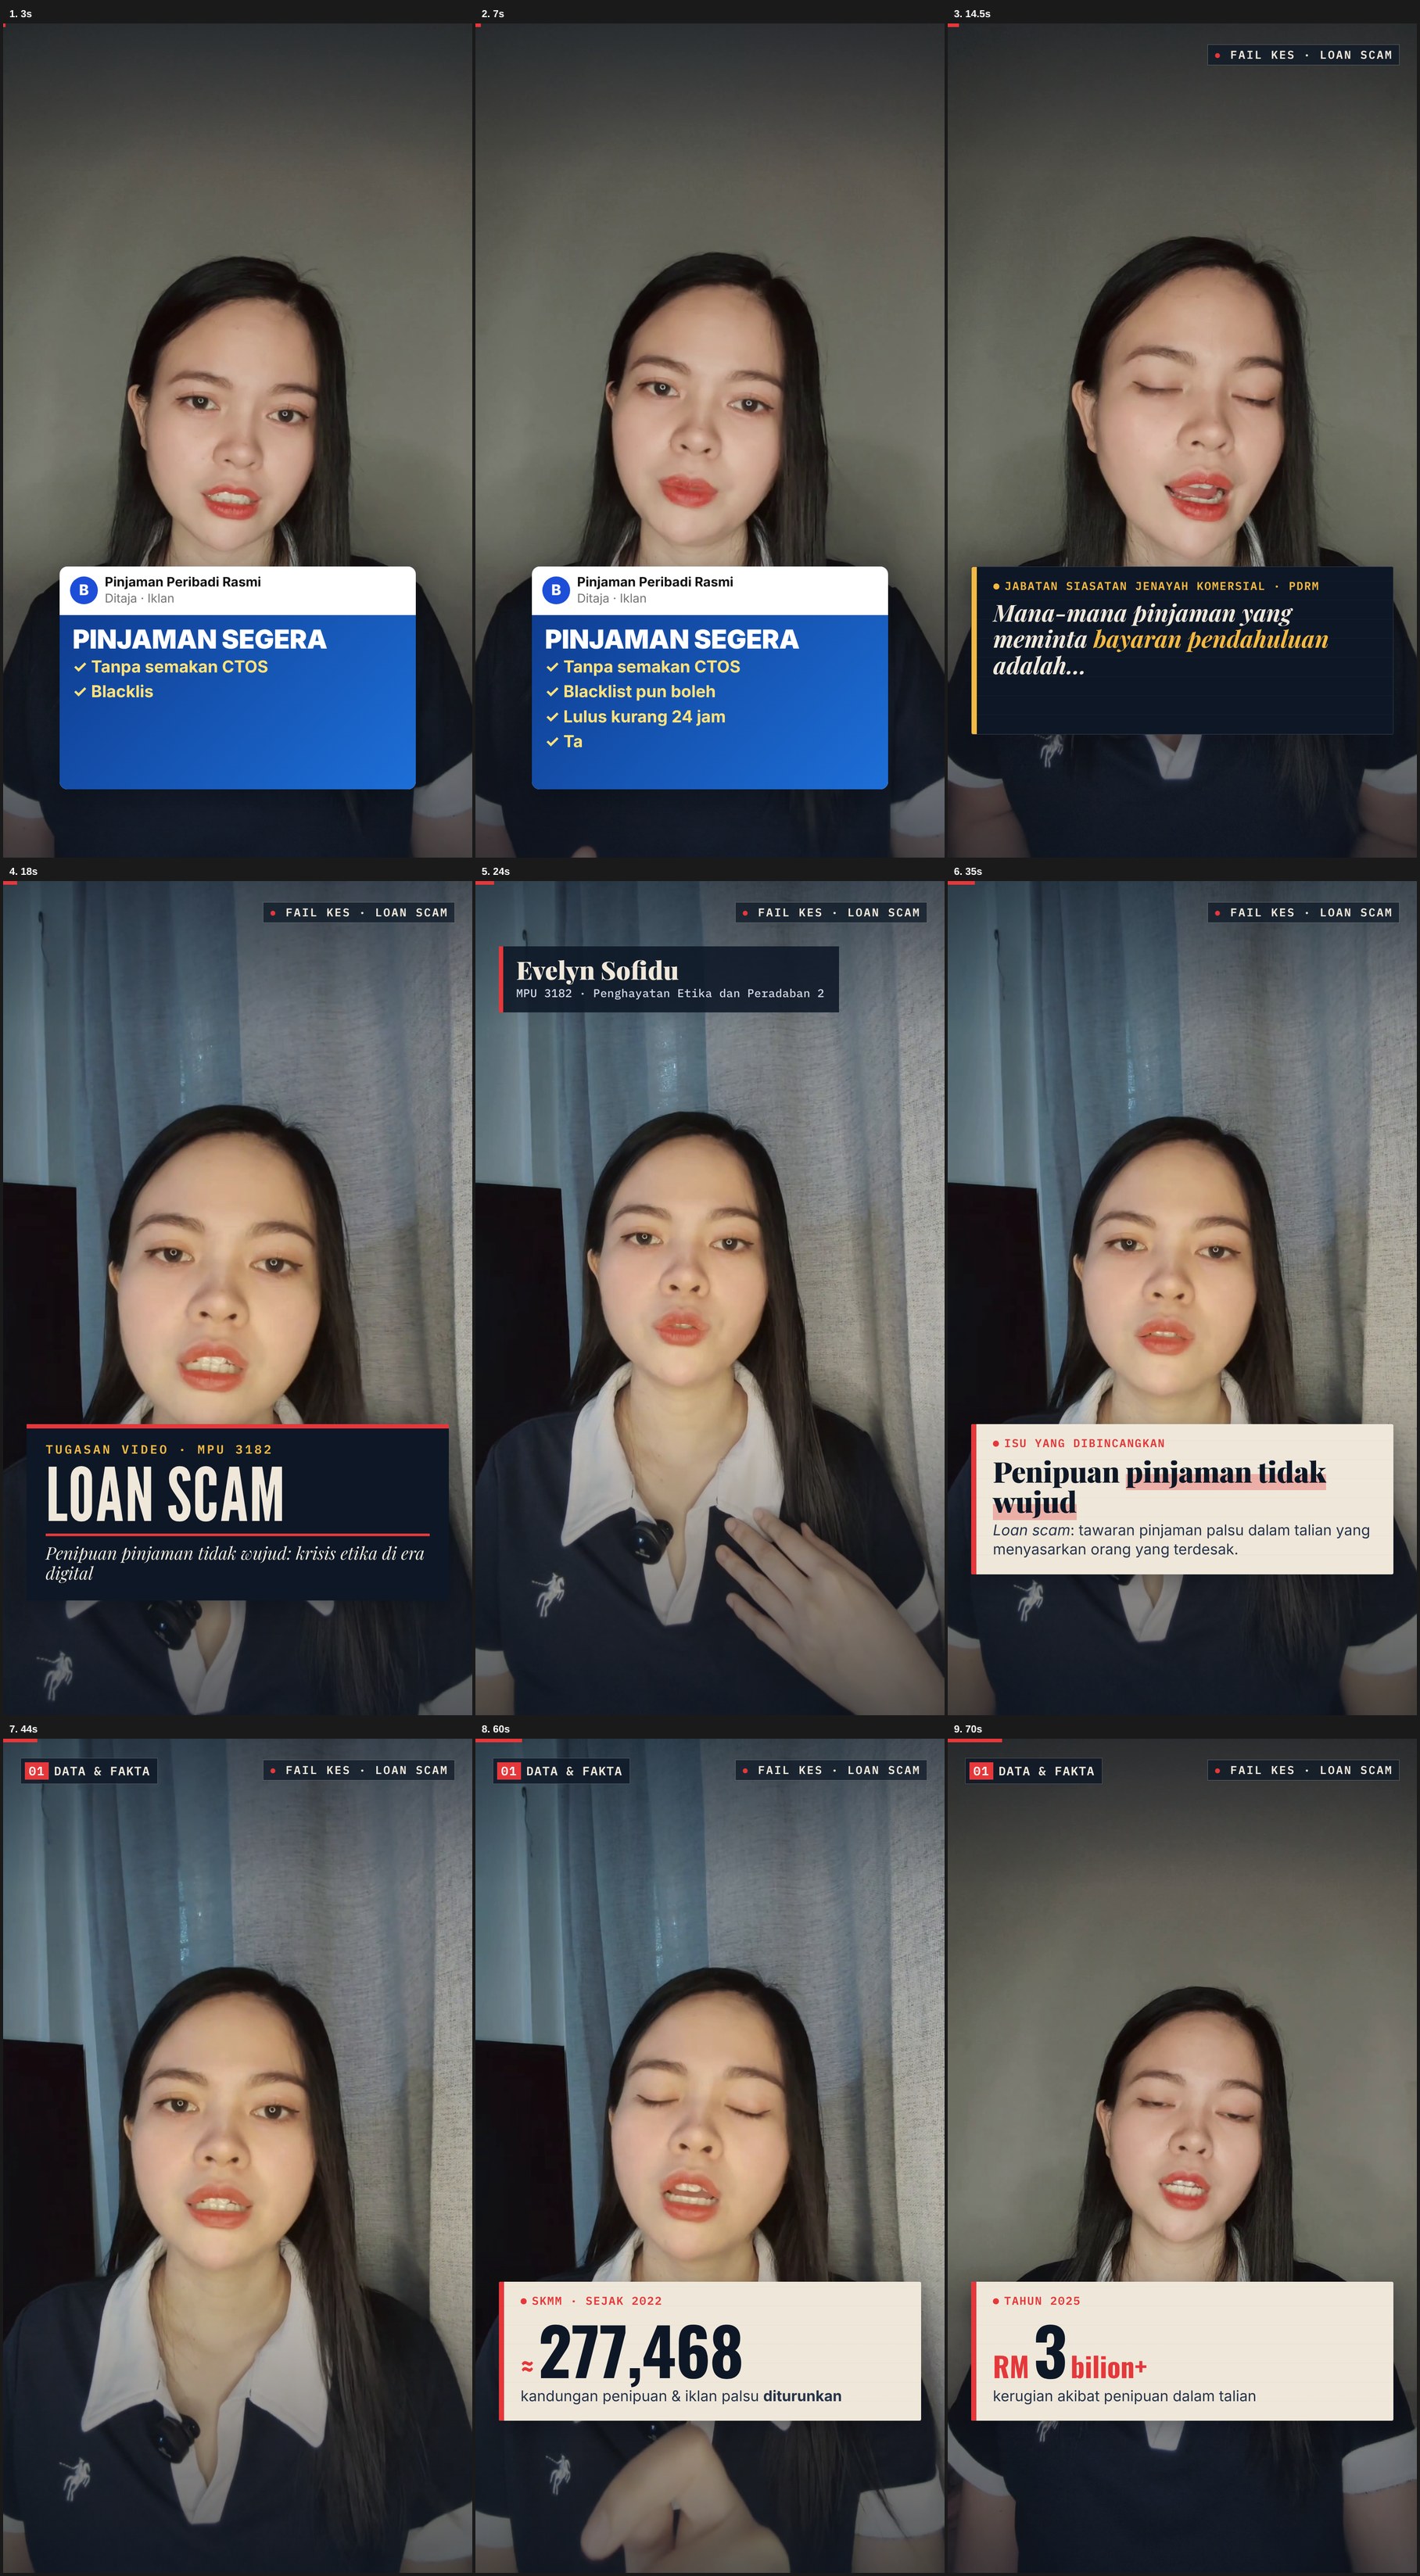 1. 3s
B
Pinjaman Peribadi Rasmi
Ditaja · Iklan
PINJAMAN SEGERA
✓ Tanpa semakan CTOS
✓ Blacklis
2. 7s
B
Pinjaman Peribadi Rasmi
Ditaja · Iklan
PINJAMAN SEGERA
✓ Tanpa semakan CTOS
✓ Blacklist pun boleh
✓ Lulus kurang 24 jam
✓ Ta
3. 14.5s
FAIL KES · LOAN SCAM
JABATAN SIASATAN JENAYAH KOMERSIAL · PDRM
Mana-mana pinjaman yang
meminta bayaran pendahuluan
adalah...
4. 18s
FAIL KES · LOAN SCAM
TUGASAN VIDEO · MPU 3182
LOAN SCAM
Penipuan pinjaman tidak wujud: krisis etika di era
digital
5. 24s
FAIL KES · LOAN SCAM
Evelyn Sofidu
MPU 3182 · Penghayatan Etika dan Peradaban 2
6. 35s
FAIL KES · LOAN SCAM
ISU YANG DIBINCANGKAN
Penipuan pinjaman tidak
wujud
Loan scam: tawaran pinjaman palsu dalam talian yang
menyasarkan orang yang terdesak.
7. 44s
01 DATA & FAKTA
FAIL KES · LOAN SCAM
8. 60s
01 DATA & FAKTA
FAIL KES · LOAN SCAM
SKMM · SEJAK 2022
≈ 277,468
kandungan penipuan & iklan palsu diturunkan
9. 70s
01 DATA & FAKTA
FAIL KES · LOAN SCAM
TAHUN 2025
RM 3 bilion+
kerugian akibat penipuan dalam talian